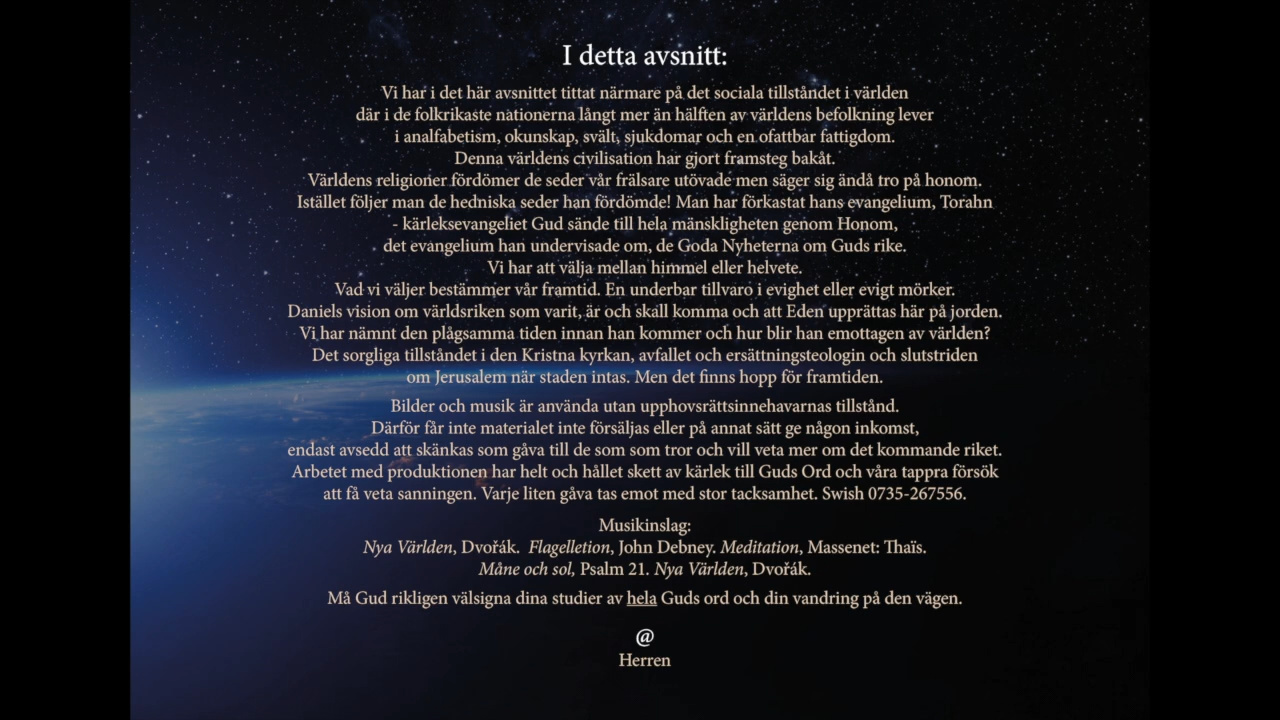 I detta avsnitt:
Vi har i det här avsnittet tittat närmare på det sociala tillståndet i världen
där i de folkrikaste nationerna långt mer än hälften av världens befolkning lever
i analfabetism, okunskap, svält, sjukdomar och en ofattbar fattigdom.
Denna världens civilisation har gjort framsteg bakåt.
Världens religioner fördömer de seder vår frälsare utövade men säger sig ändå tro på honom.
Istället följer man de hedniska seder han fördömde! Man har förkastat hans evangelium, Torahn
- kärleksevangeliet Gud sände till hela mänskligheten genom Honom,
det evangelium han undervisade om, de Goda Nyheterna om Guds rike.
Vi har att välja mellan himmel eller helvete.
Vad vi väljer bestämmer vår framtid. En underbar tillvaro i evighet eller evigt mörker.
Daniels vision om världsriken som varit, är och skall komma och att Eden upprättas här på jorden.
Vi har nämnt den plågsamma tiden innan han kommer och hur blir han emottagen av världen?
Det sorgliga tillståndet i den Kristna kyrkan, avfallet och ersättningsteologin och slutstriden
om Jerusalem när staden intas. Men det finns hopp för framtiden.
Bilder och musik är använda utan upphovsrättsinnehavarnas tillstånd.
Därför får inte materialet inte försäljas eller på annat sätt ge någon inkomst,
endast avsedd att skänkas som gåva till de som som tror och vill veta mer om det kommande riket.
Arbetet med produktionen har helt och hållet skett av kärlek till Guds Ord och våra tappra försök
att få veta sanningen. Varje liten gåva tas emot med stor tacksamhet. Swish 0735-267556.
Musikinslag:
Nya Världen, Dvořák. Flagelletion, John Debney. Meditation, Massenet: Thaïs.
Måne och sol, Psalm 21. Nya Världen, Dvořák.
Må Gud rikligen välsigna dina studier av hela Guds ord och din vandring på den vägen.
@
Herren